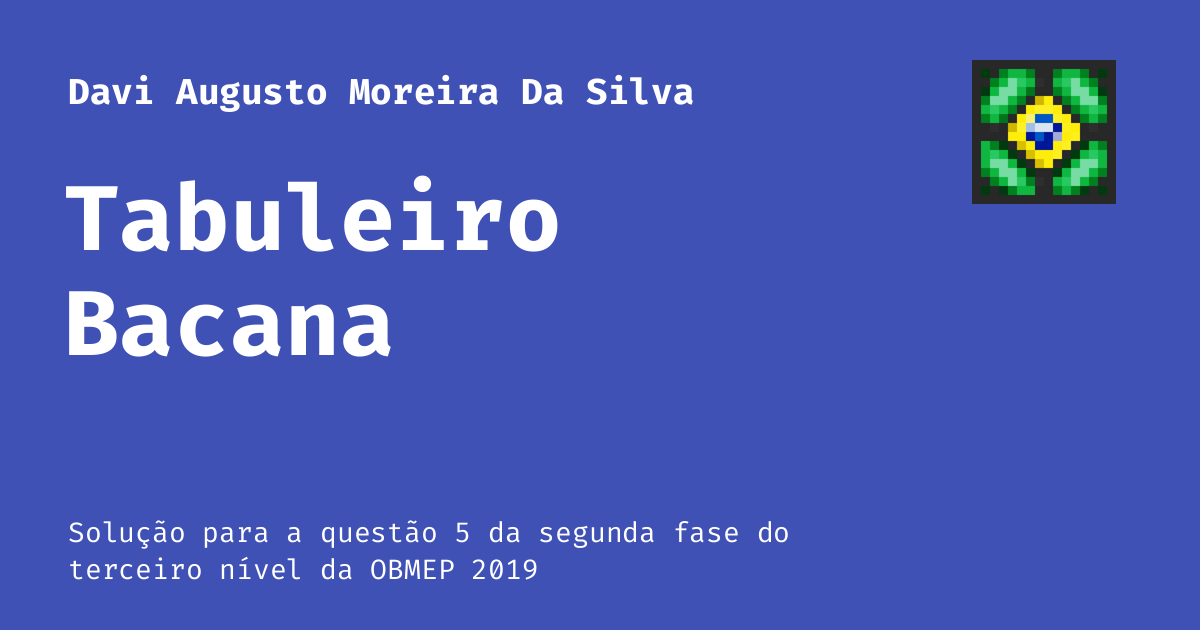 Davi Augusto Moreira Da Silva
Tabuleiro
Bacana
Solução para a questão 5 da segunda fase do
terceiro nível da OBMEP 2019